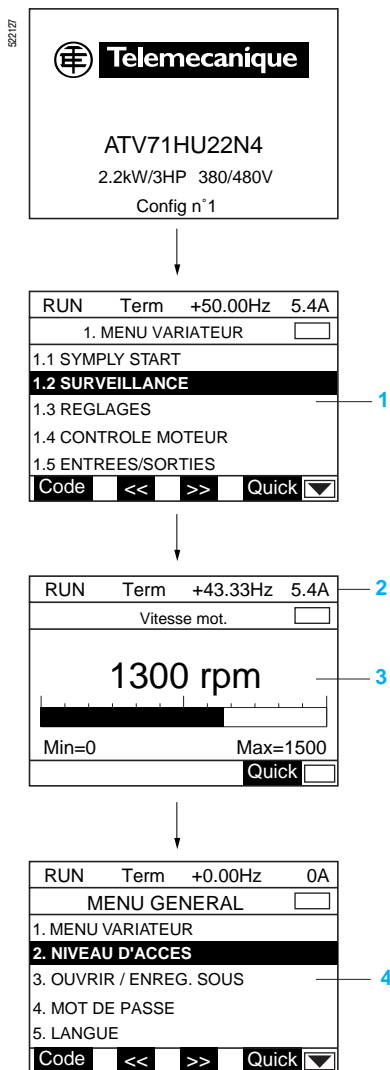 522127
Telemecanique
ATV71HU22N4
2.2kW/3HP 380/480V
Config n°1
RUN Term +50.00Hz 5.4A
1. MENU VARIATEUR
1.1 SYMPLY START
1.2 SURVEILLANCE
1.3 REGLAGES
1
1.4 CONTROLE MOTEUR
1.5 ENTREES/SORTIES
Code << >> Quick
RUN Term +43.33Hz 5.4A
2
Vitesse mot.
1300 rpm
3
Min=0 Max=1500
Quick
RUN Term +0.00Hz 0A
MENU GENERAL
1. MENU VARIATEUR
2. NIVEAU D'ACCES
3. OUVRIR / ENREG. SOUS
4
4. MOT DE PASSE
5. LANGUE
Code << >> Quick